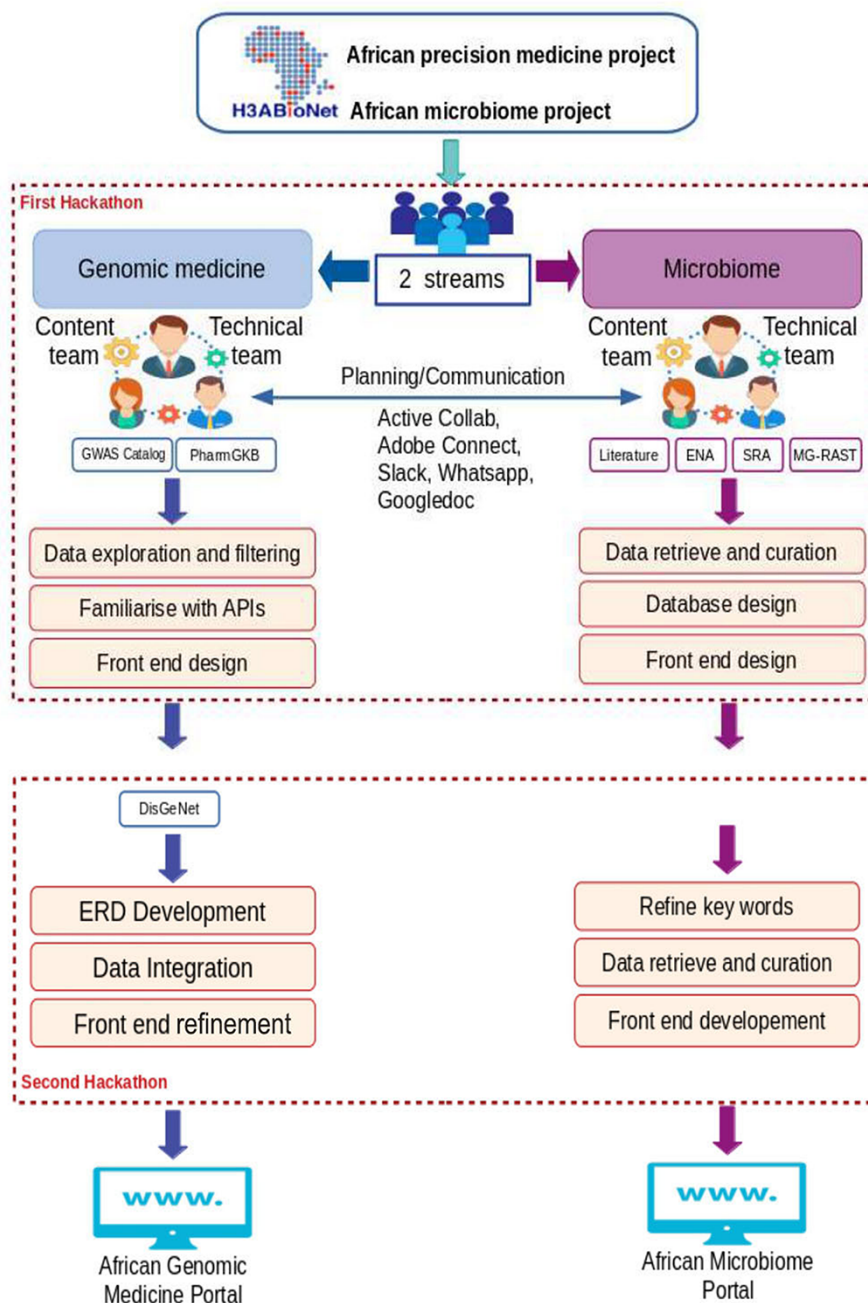 African precision medicine project
H3ABioNet
African microbiome project
First Hackathon
Genomic medicine
2 streams
Microbiome
Content
team
Technical
team
Content
team
Technical
team
Planning/Communication
Active Collab,
Adobe Connect,
Slack, Whatsapp,
Googledoc
GWAS Catalog
PharmGKB
Literature
ENA
SRA
MG-RAST
Data exploration and filtering
Familiarise with APIs
Front end design
Data retrieve and curation
Database design
Front end design
DisGeNet
ERD Development
Data Integration
Front end refinement
Refine key words
Data retrieve and curation
Front end developement
Second Hackathon
www.
African Genomic
Medicine Portal
www.
African Microbiome
Portal